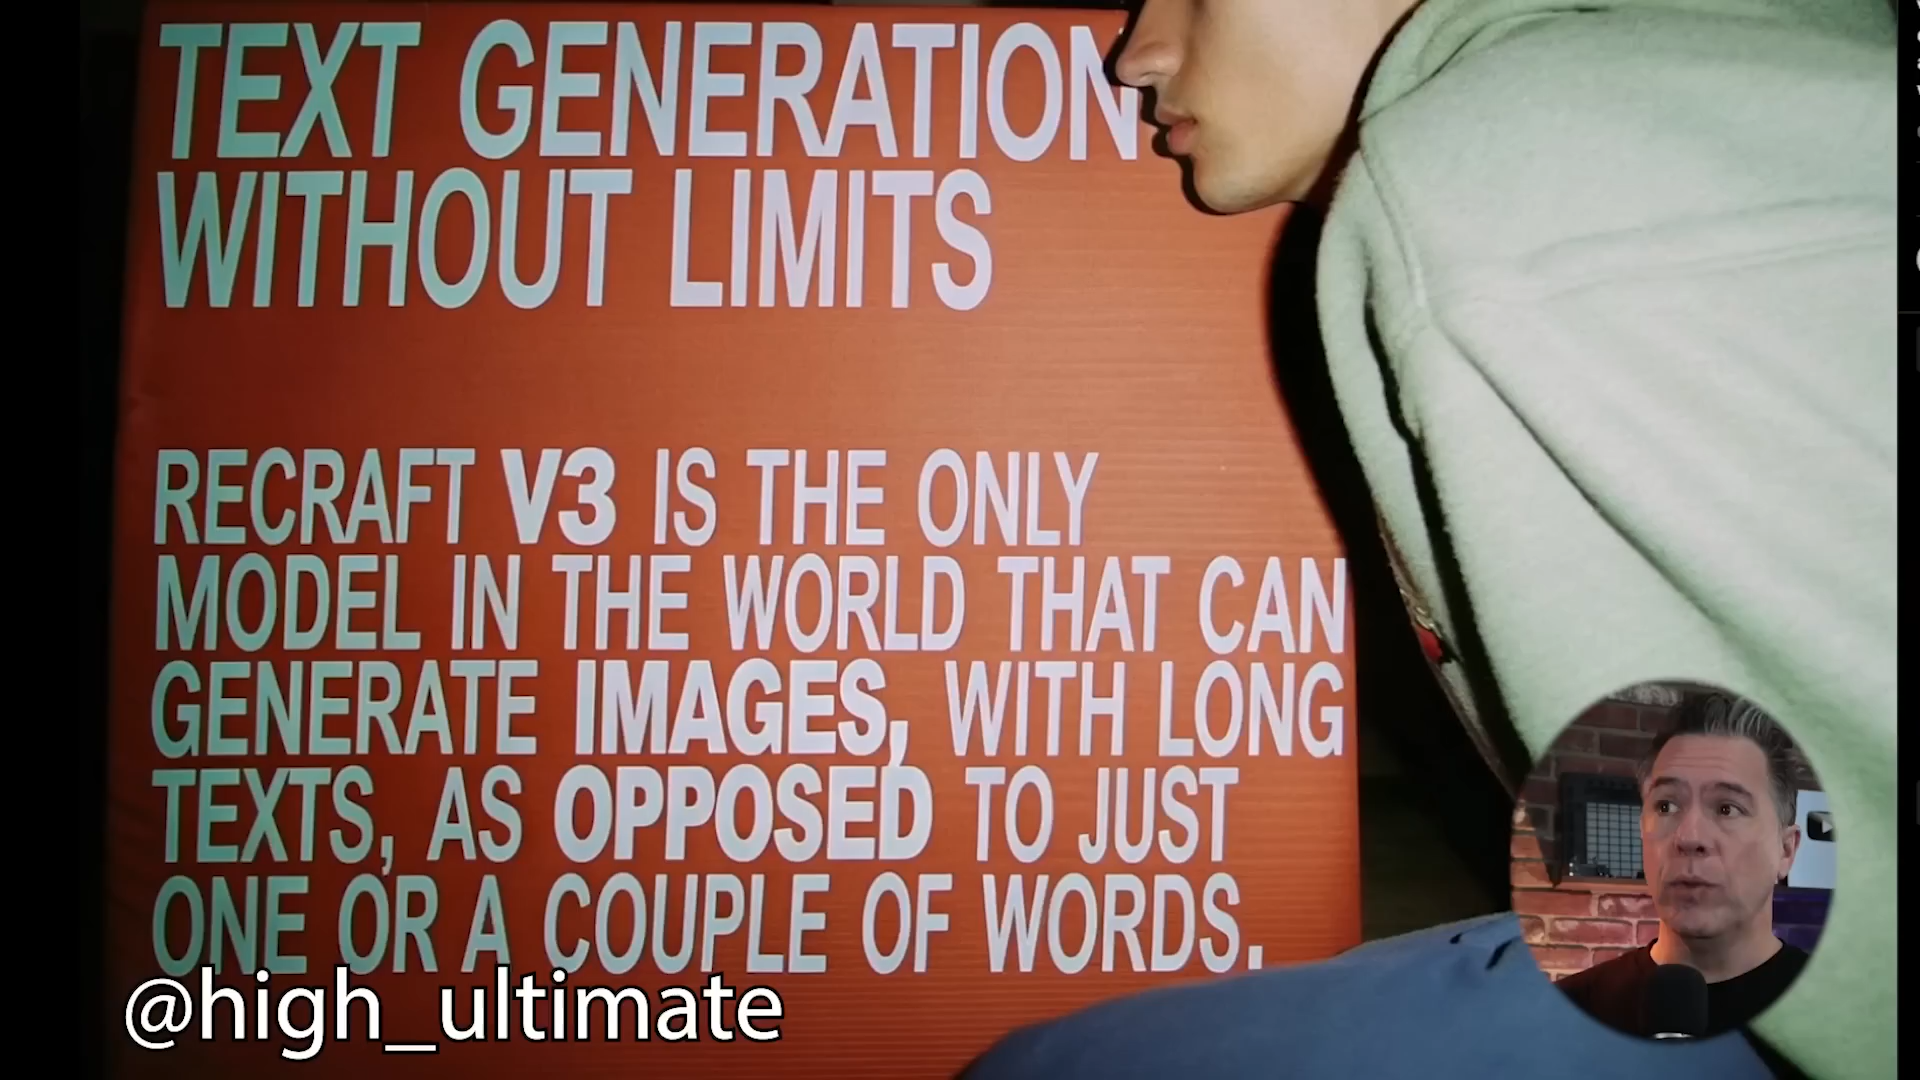 TEXT GENERATION
WITHOUT LIMITS
RECRAFT V3 IS THE ONLY
MODEL IN THE WORLD THAT CAN
GENERATE IMAGES, WITH LONG
TEXTS, AS OPPOSED TO JUST
ONE OR A COUPLE OF WORDS.
@high_ultimate